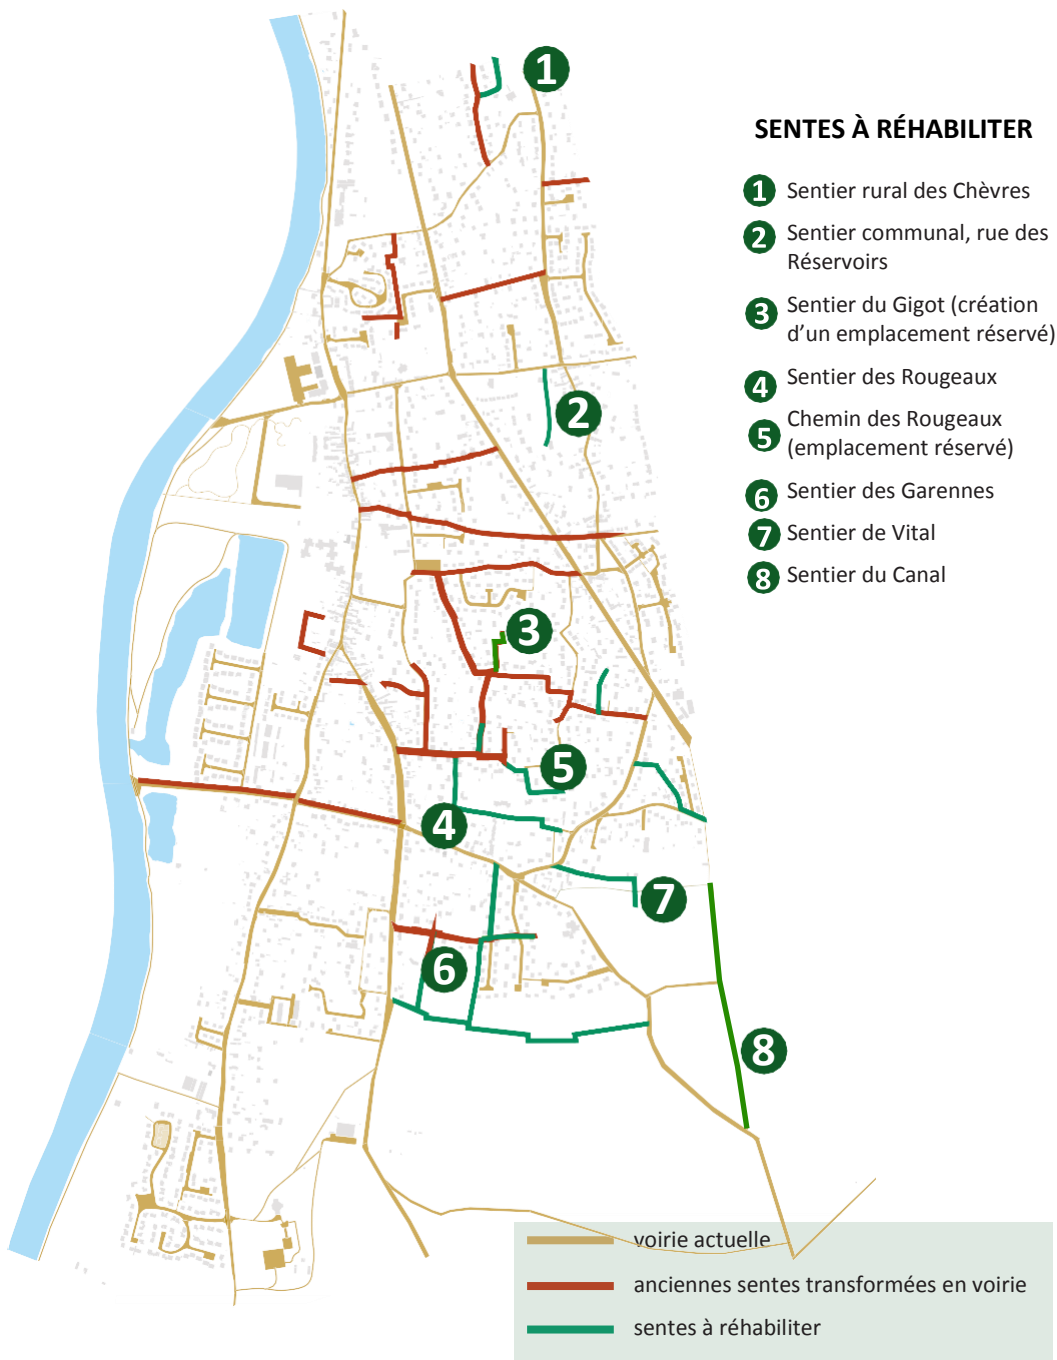 SENTES À RÉHABILITER
1 Sentier rural des Chèvres
2 Sentier communal, rue des
Réservoirs
3 Sentier du Gigot (création
d’un emplacement réservé)
4 Sentier des Rougeaux
5 Chemin des Rougeaux
(emplacement réservé)
6 Sentier des Garennes
7 Sentier de Vital
8 Sentier du Canal
1
2
3
5
4
7
6
8
voirie actuelle
anciennes sentes transformées en voirie
sentes à réhabiliter